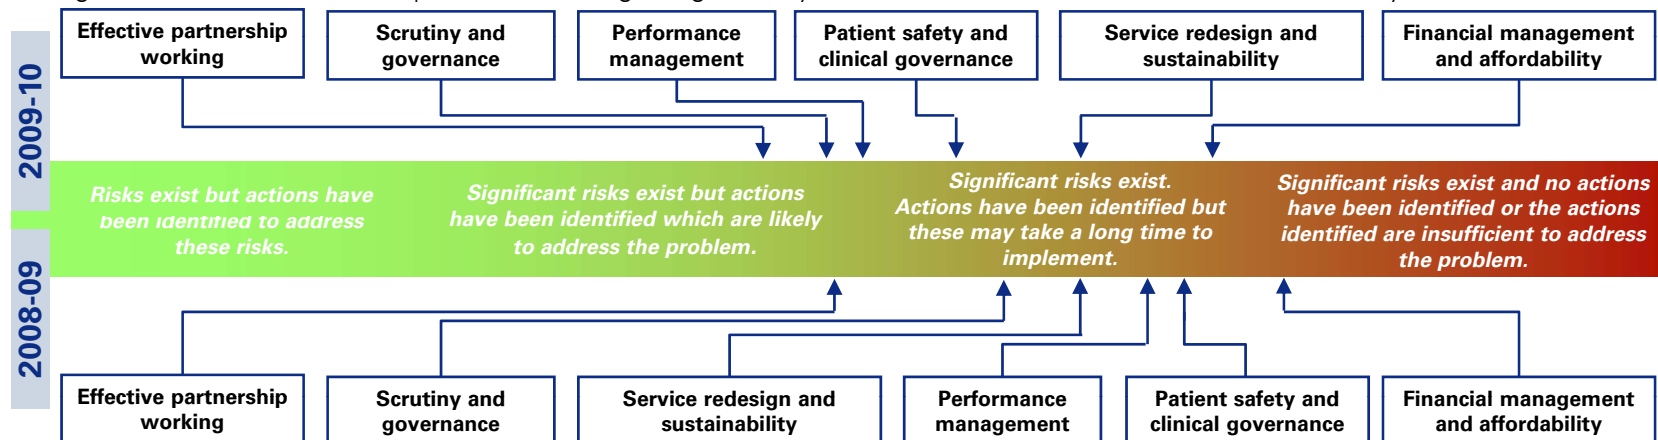 Effective partnership
working
Scrutiny and
governance
Performance
management
Patient safety and
clinical governance
Service redesign and
sustainability
Financial management
and affordability
2009-10
Risks exist but actions have
been identified to address
these risks.
Significant risks exist but actions
have been identified which are likely
to address the problem.
Significant risks exist.
Actions have been identified but
these may take a long time to
implement.
Significant risks exist and no actions
have been identified or the actions
identified are insufficient to address
the problem.
2008-09
Effective partnership
working
Scrutiny and
governance
Service redesign and
sustainability
Performance
management
Patient safety and
clinical governance
Financial management
and affordability